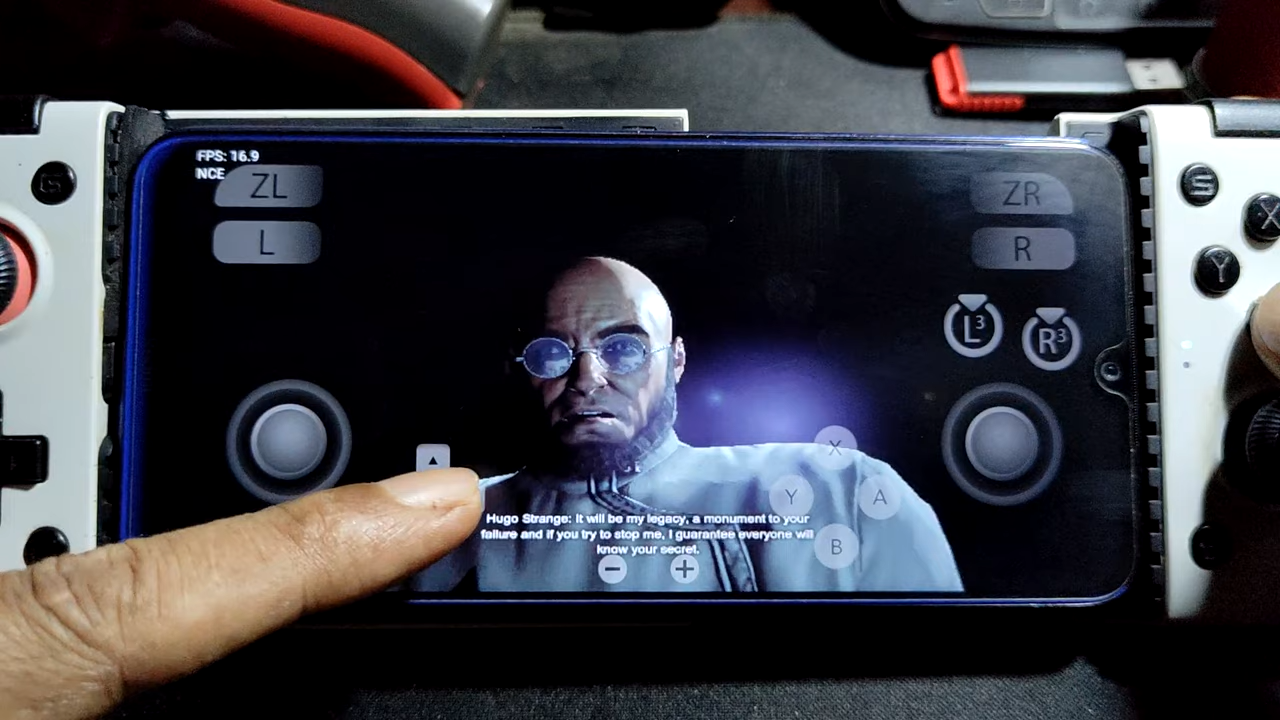 FPS: 16.9
NCE
ZL
L
ZR
R
L3
R3
X
Y
A
B
Hugo Strange: It will be my legacy, a monument to your
failure and if you try to stop me, I guarantee everyone will
know your secret.
S
X
Y